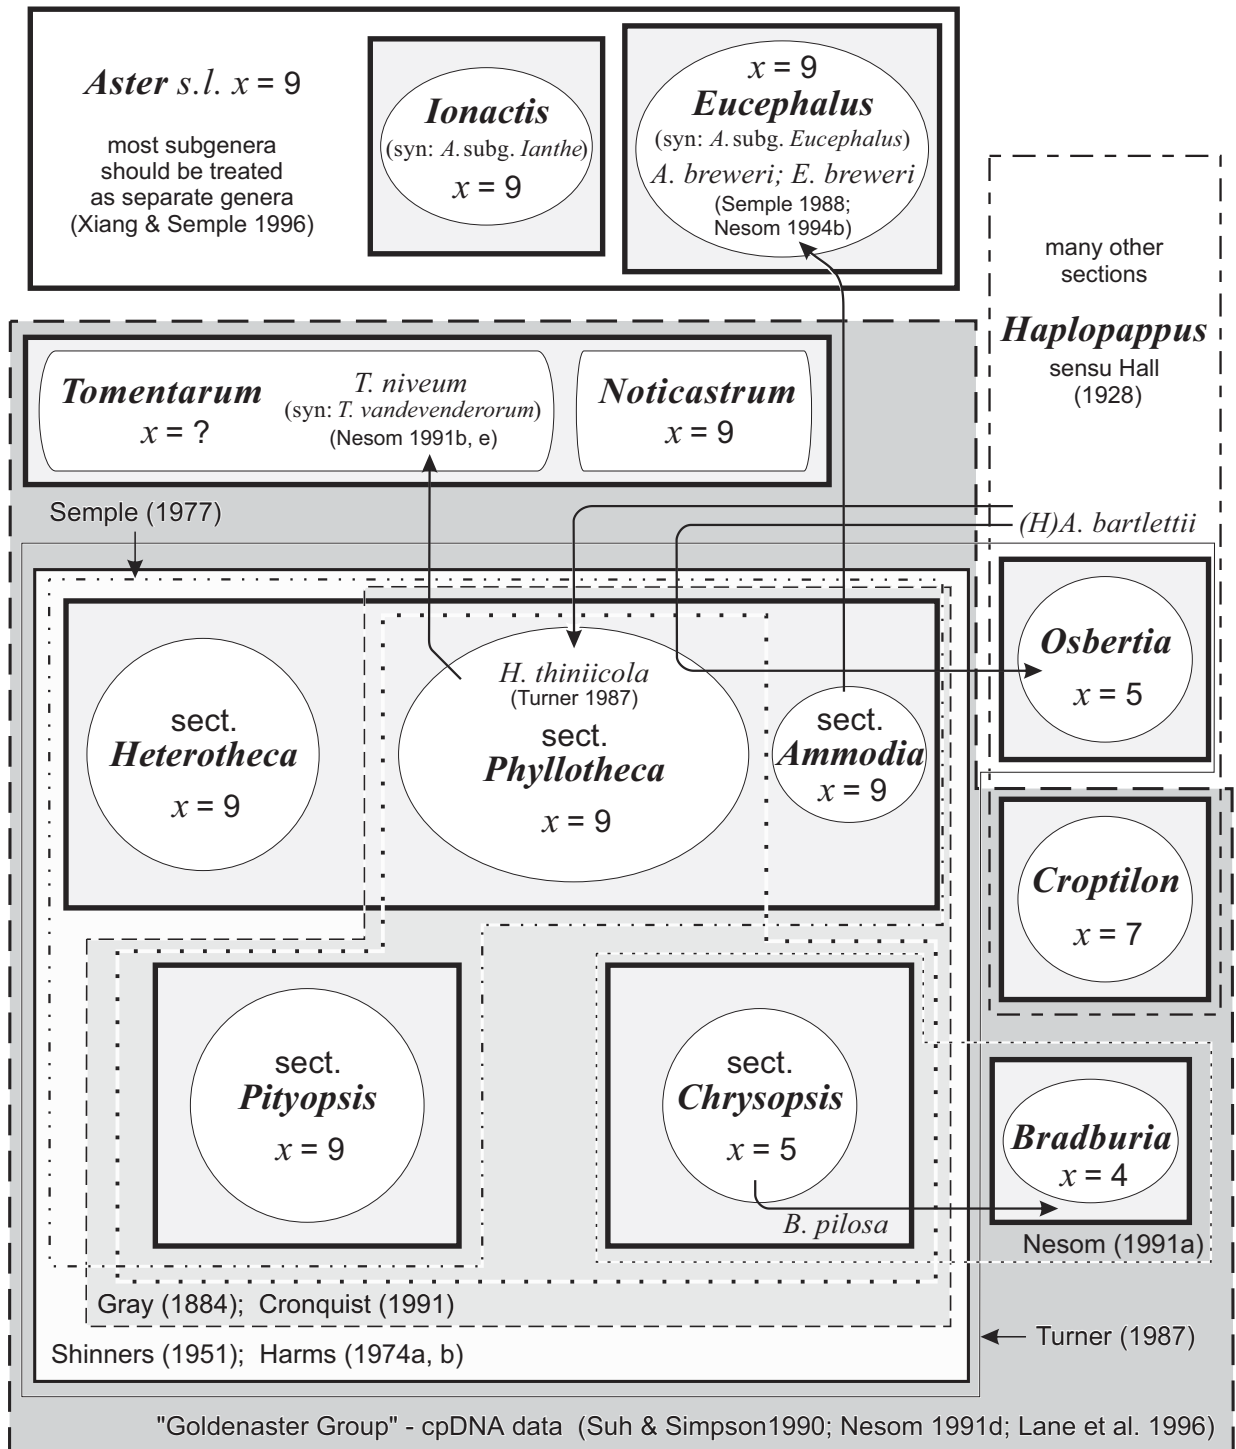 Aster s.l. x = 9
most subgenera
should be treated
as separate genera
(Xiang & Semple 1996)
Ionactis
(syn: A. subg. Ianthe)
x = 9
x = 9
Eucephalus
(syn: A. subg. Eucephalus)
A. breweri; E. breweri
(Semple 1988;
Nesom 1994b)
many other
sections
Haplopappus
sensu Hall
(1928)
Tomentarum
x = ?
T. niveum
(syn: T. vandevenderorum)
(Nesom 1991b, e)
Noticastrum
x = 9
Semple (1977)
(H)A. bartlettii
sect.
Heterotheca
x = 9
H. thiniicola
(Turner 1987)
sect.
Phyllotheca
x = 9
sect.
Ammodia
x = 9
Osbertia
x = 5
Croptilon
x = 7
sect.
Pityopsis
x = 9
sect.
Chrysopsis
x = 5
B. pilosa
Bradburia
x = 4
Nesom (1991a)
Gray (1884); Cronquist (1991)
Shinners (1951); Harms (1974a, b)
Turner (1987)
"Goldenaster Group" - cpDNA data (Suh & Simpson1990; Nesom 1991d; Lane et al. 1996)